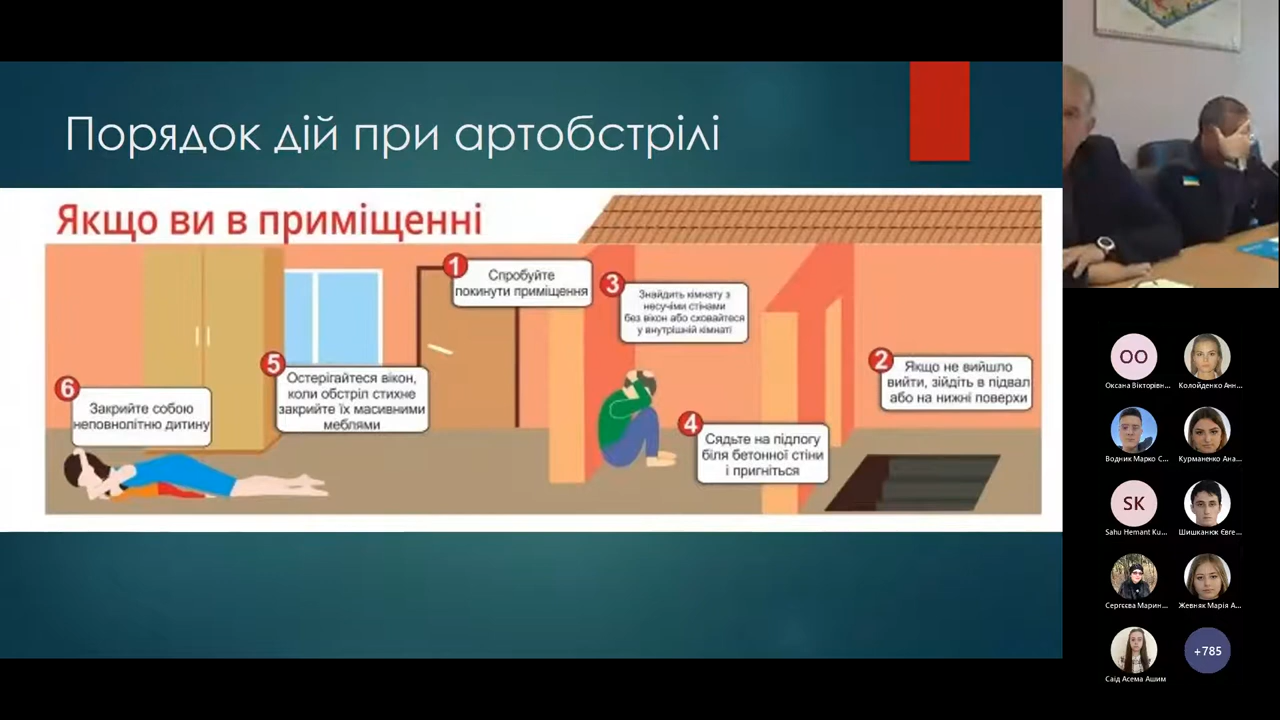 Порядок дій при артобстрілі
Якщо ви в приміщенні
1
Спробуйте
покинути приміщення
2
Якщо не вийшло
вийти, зійдіть в підвал
або на нижні поверхи
3
Знайдить кімнату з
несучіми стінами
без вікон або сховайтеся
у внутрішній кімнаті
4
Сядьте на підлогу
біля бетонної стіни
і пригніться
5
Остерігайтеся вікон,
коли обстріл стихне
закрийте їх масивними
меблями
6
Закрийте собою
неповнолітню дитину
ОО
Оксана Вікторівн...
Колойденко Анн...
Водник Марко С...
Курманенко Ана...
SK
Sahu Hemant Ku...
Шишканюк Євге...
Сергєєва Марин...
Жевняк Марія А...
Саід Асема Ашим
+785